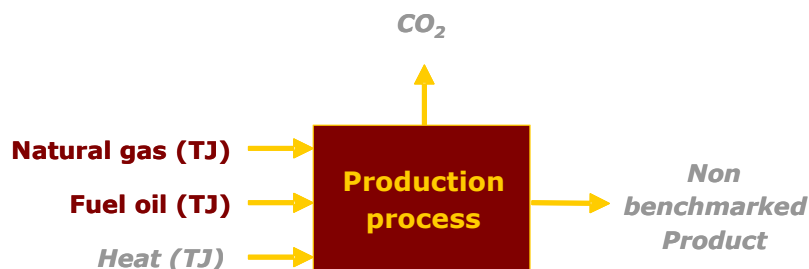 CO2
Natural gas (TJ)
Fuel oil (TJ)
Heat (TJ)
Production
process
Non
benchmarked
Product